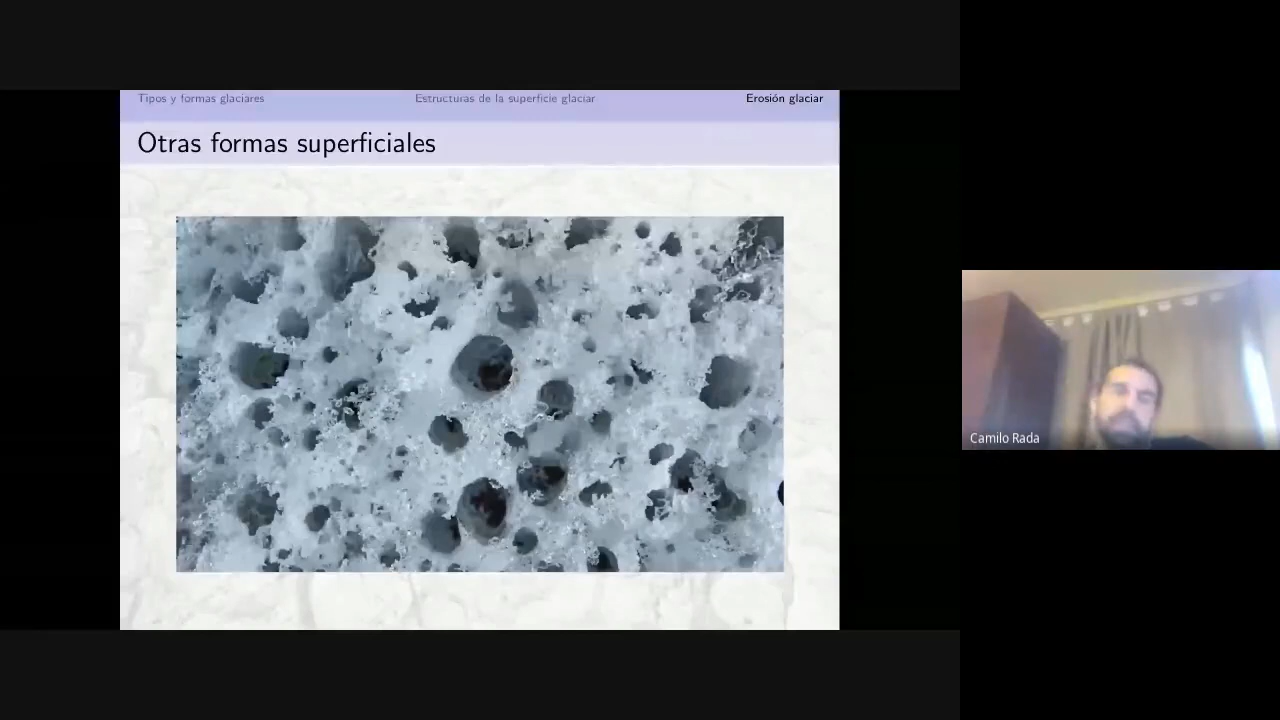 Tipos y formas glaciares
Estructuras de la superficie glaciar
Erosión glaciar
Otras formas superficiales
Camilo Rada